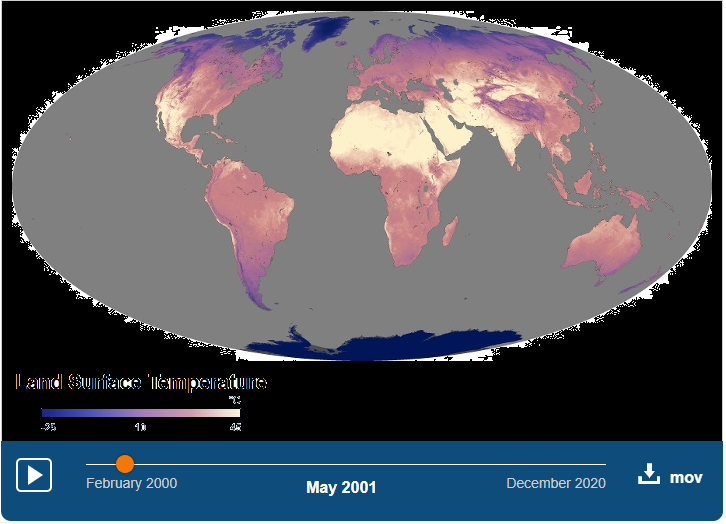 Land Surface Temperature
°C
-25 10 45
February 2000 May 2001 December 2020 mov